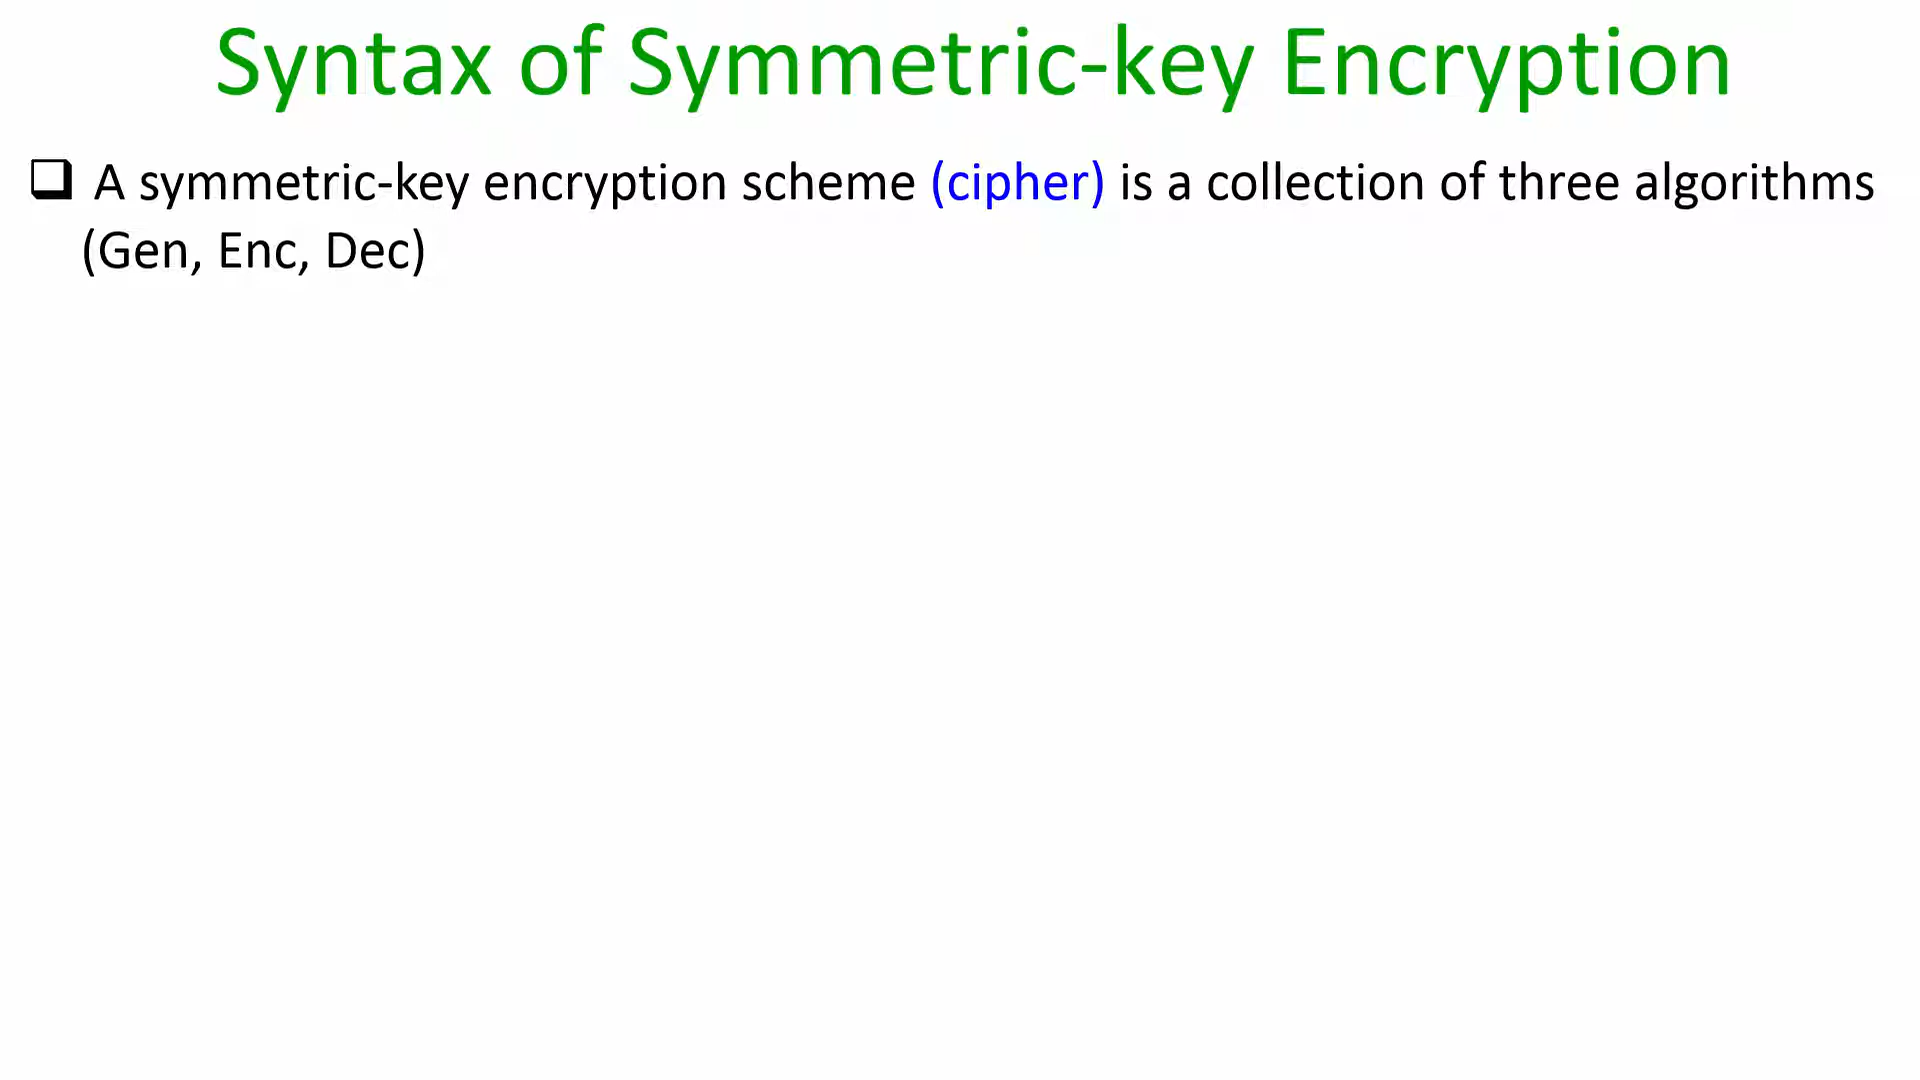 Syntax of Symmetric-key Encryption
❑ A symmetric-key encryption scheme (cipher) is a collection of three algorithms
(Gen, Enc, Dec)